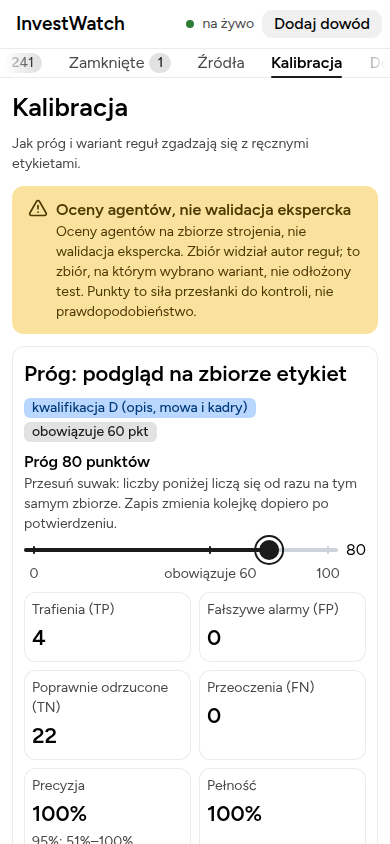 InvestWatch
na żywo
Dodaj dowód
241
Zamknięte 1
Źródła
Kalibracja
Kalibracja
Jak próg i wariant reguł zgadzają się z ręcznymi
etykietami.
Oceny agentów, nie walidacja ekspercka
Oceny agentów na zbiorze strojenia, nie
walidacja ekspercka. Zbiór widział autor reguł; to
zbiór, na którym wybrano wariant, nie odłożony
test. Punkty to siła przesłanki do kontroli, nie
prawdopodobieństwo.
Próg: podgląd na zbiorze etykiet
kwalifikacja D (opis, mowa i kadry)
obowiązuje 60 pkt
Próg 80 punktów
Przesuń suwak: liczby poniżej liczą się od razu na tym
samym zbiorze. Zapis zmienia kolejkę dopiero po
potwierdzeniu.
80
0
obowiązuje 60
100
Trafienia (TP)
4
Fałszywe alarmy (FP)
0
Poprawnie odrzucone
(TN)
22
Przeoczenia (FN)
0
Precyzja
100%
95%: 51%–100%
Pełność
100%